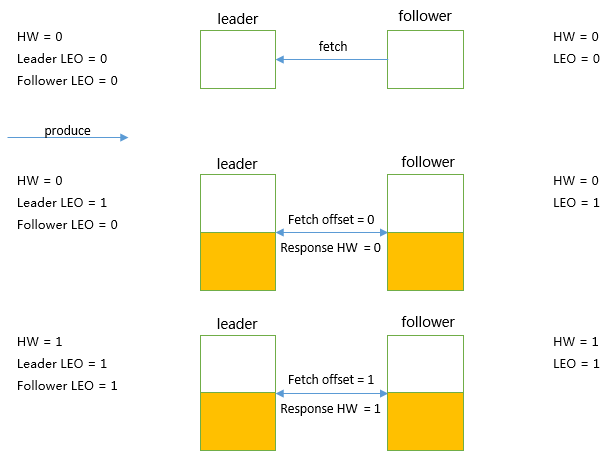 leader
follower
HW = 0
Leader LEO = 0
Follower LEO = 0
fetch
HW = 0
LEO = 0
produce
leader
follower
HW = 0
Leader LEO = 1
Follower LEO = 0
Fetch offset = 0
Response HW = 0
HW = 0
LEO = 1
leader
follower
HW = 1
Leader LEO = 1
Follower LEO = 1
Fetch offset = 1
Response HW = 1
HW = 1
LEO = 1